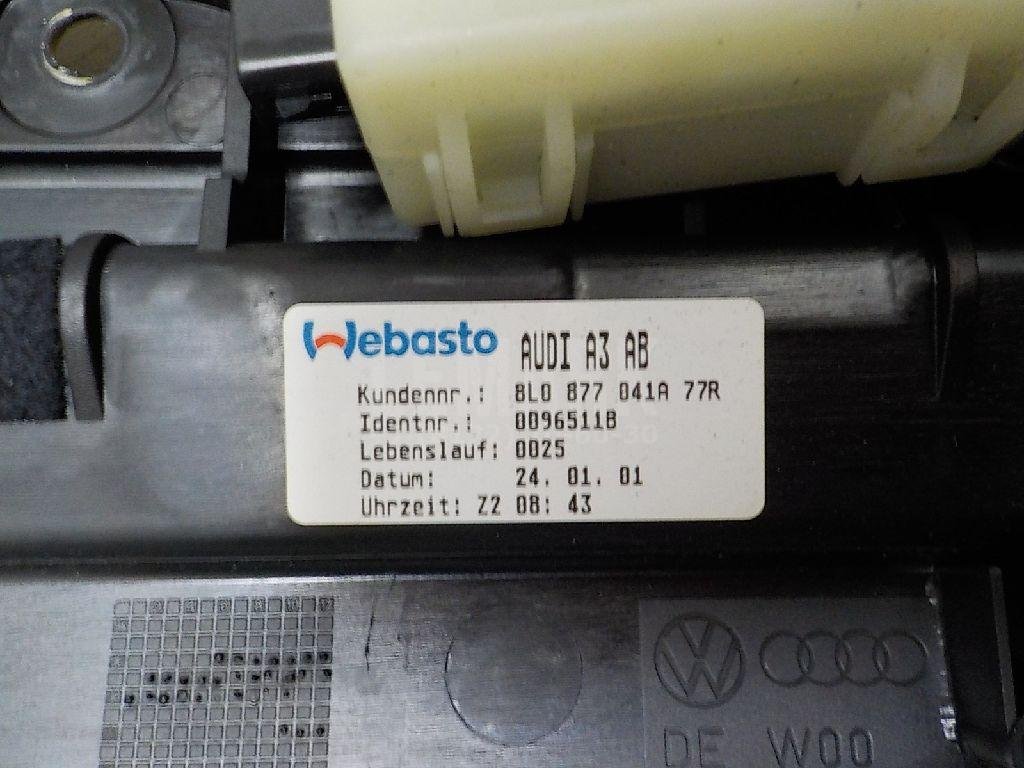 Webasto AUDI A3 AB
Kundennr.: 8L0 877 041A 77R
Identnr.: 0096511B
Lebenslauf: 0025
Datum: 24. 01. 01
Uhrzeit: Z2 08: 43
VW
DE W00